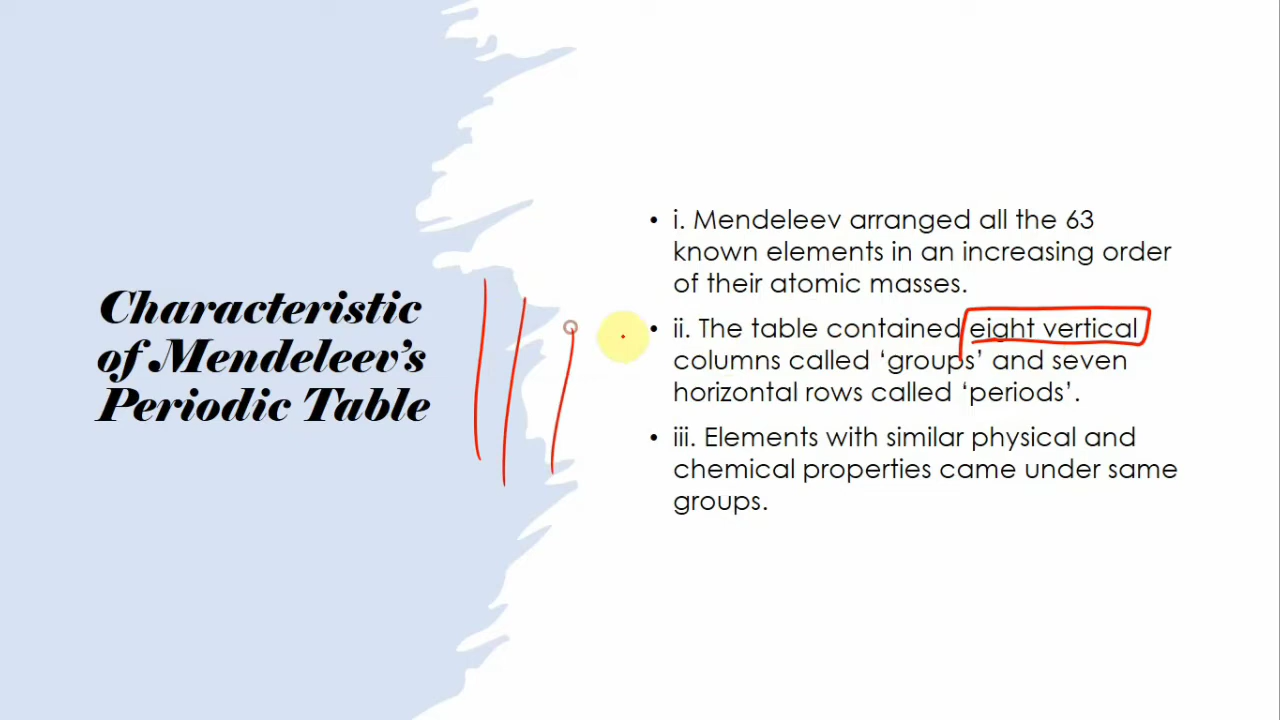 Characteristic
of Mendeleev's
Periodic Table
• i. Mendeleev arranged all the 63
known elements in an increasing order
of their atomic masses.
• ii. The table contained eight vertical
columns called ‘groups’ and seven
horizontal rows called ‘periods’.
• iii. Elements with similar physical and
chemical properties came under same
groups.